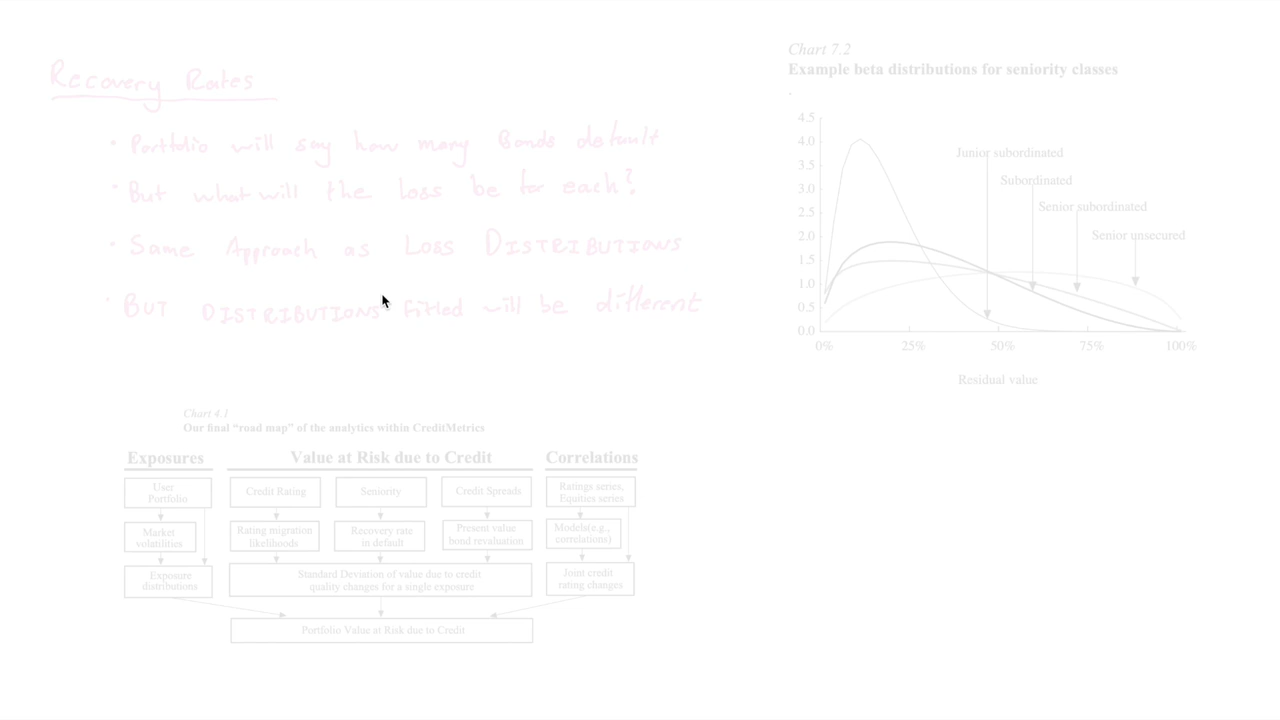 Recovery Rates
• Portfolio will say how many Bonds default
• But what will the loss be for each?
• Same Approach as Loss DISTRIBUTIONS
• BUT DISTRIBUTIONS Fitted will be different
Chart 7.2
Example beta distributions for seniority classes
4.5
4.0
3.5
3.0
2.5
2.0
1.5
1.0
0.5
0.0
Junior subordinated
Subordinated
Senior subordinated
Senior unsecured
0% 25% 50% 75% 100%
Residual value
Chart 4.1
Our final “road map” of the analytics within CreditMetrics
Exposures Value at Risk due to Credit Correlations
User
Portfolio
Credit Rating
Seniority
Credit Spreads
Ratings series,
Equities series
Market
volatilities
Rating migration
likelihoods
Recovery rate
in default
Present value
bond revaluation
Models(e.g.,
correlations)
Exposure
distributions
Standard Deviation of value due to credit
quality changes for a single exposure
Joint credit
rating changes
Portfolio Value at Risk due to Credit